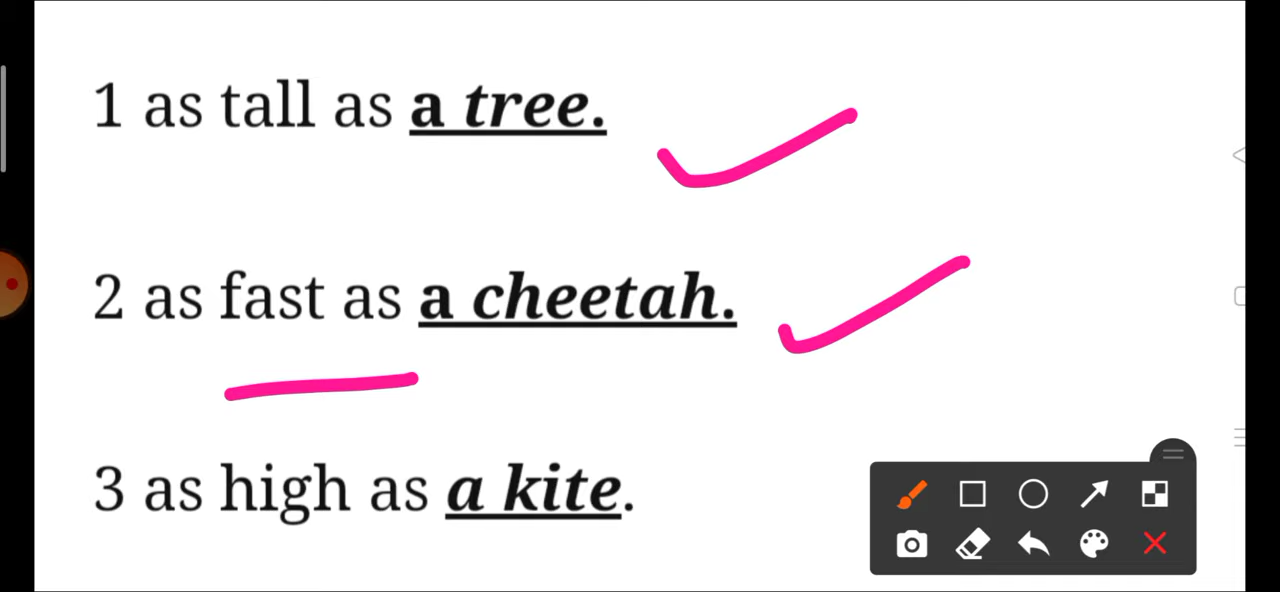 1 as tall as a tree.
2 as fast as a cheetah.
3 as high as a kite.